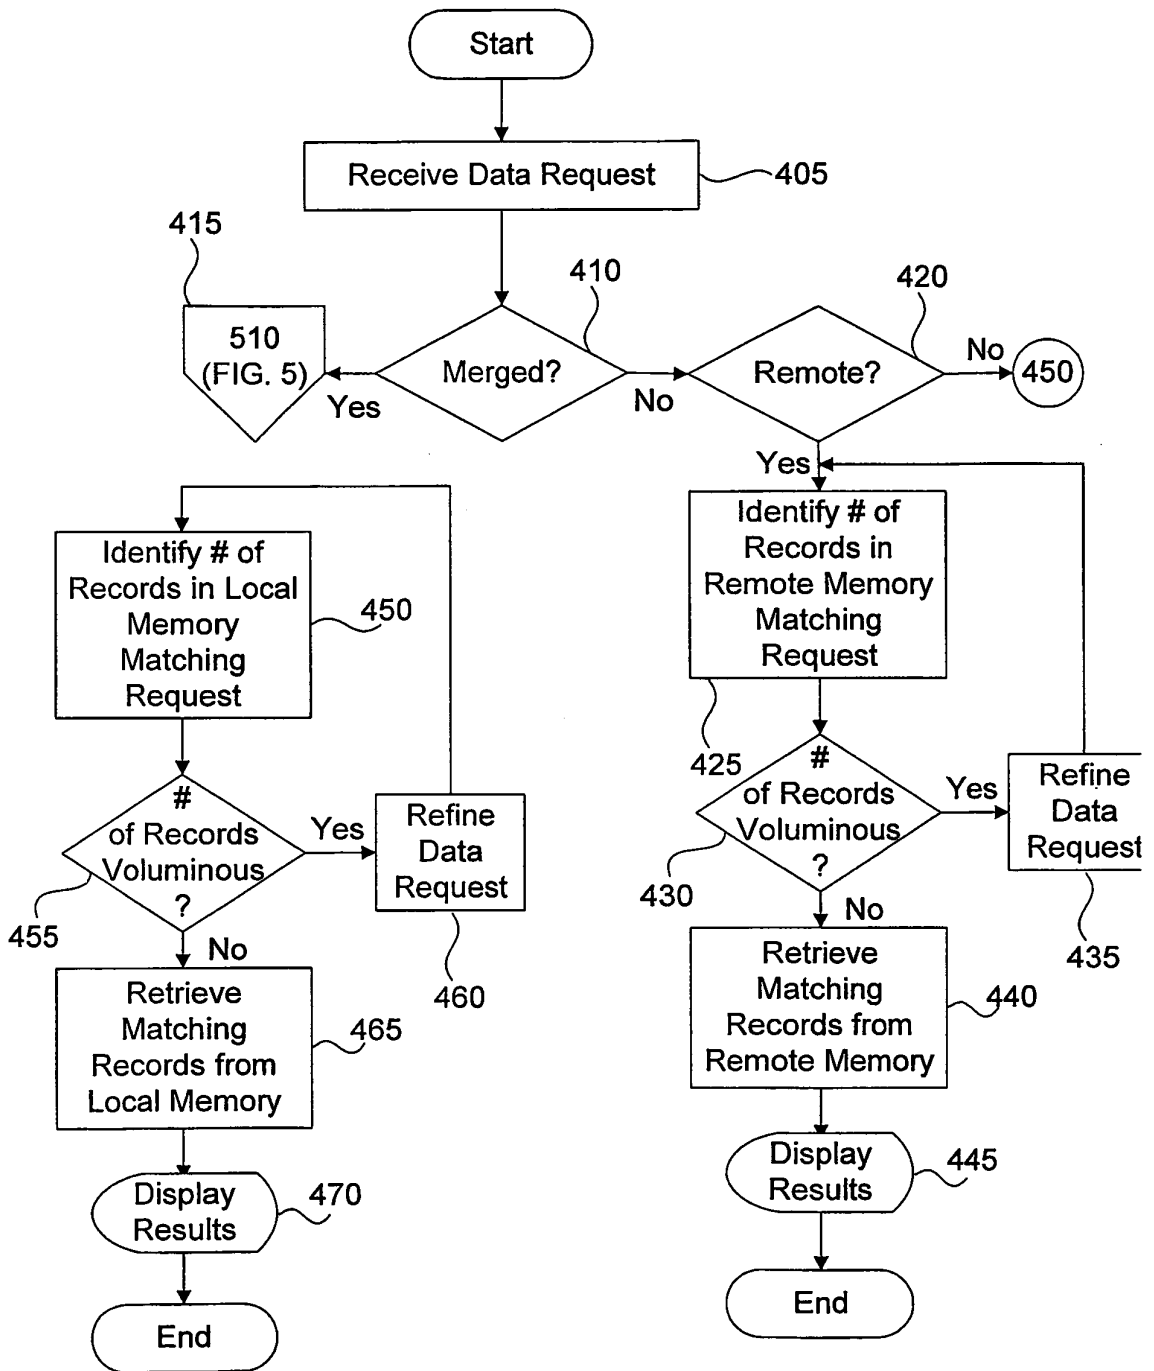 Start
Receive Data Request
405
415
410
420
510
(FIG. 5)
Merged?
Remote?
No
450
Yes
No
Yes
Identify # of
Records in Local
Memory
Matching
Request
450
Identify # of
Records in
Remote Memory
Matching
Request
425
#
of Records
Voluminous
?
Yes
Refine
Data
Request
455
460
No
#
of Records
Voluminous
?
Yes
Refine
Data
Request
430
435
No
Retrieve
Matching
Records from
Local Memory
465
Retrieve
Matching
Records from
Remote Memory
440
Display
Results
470
Display
Results
445
End
End